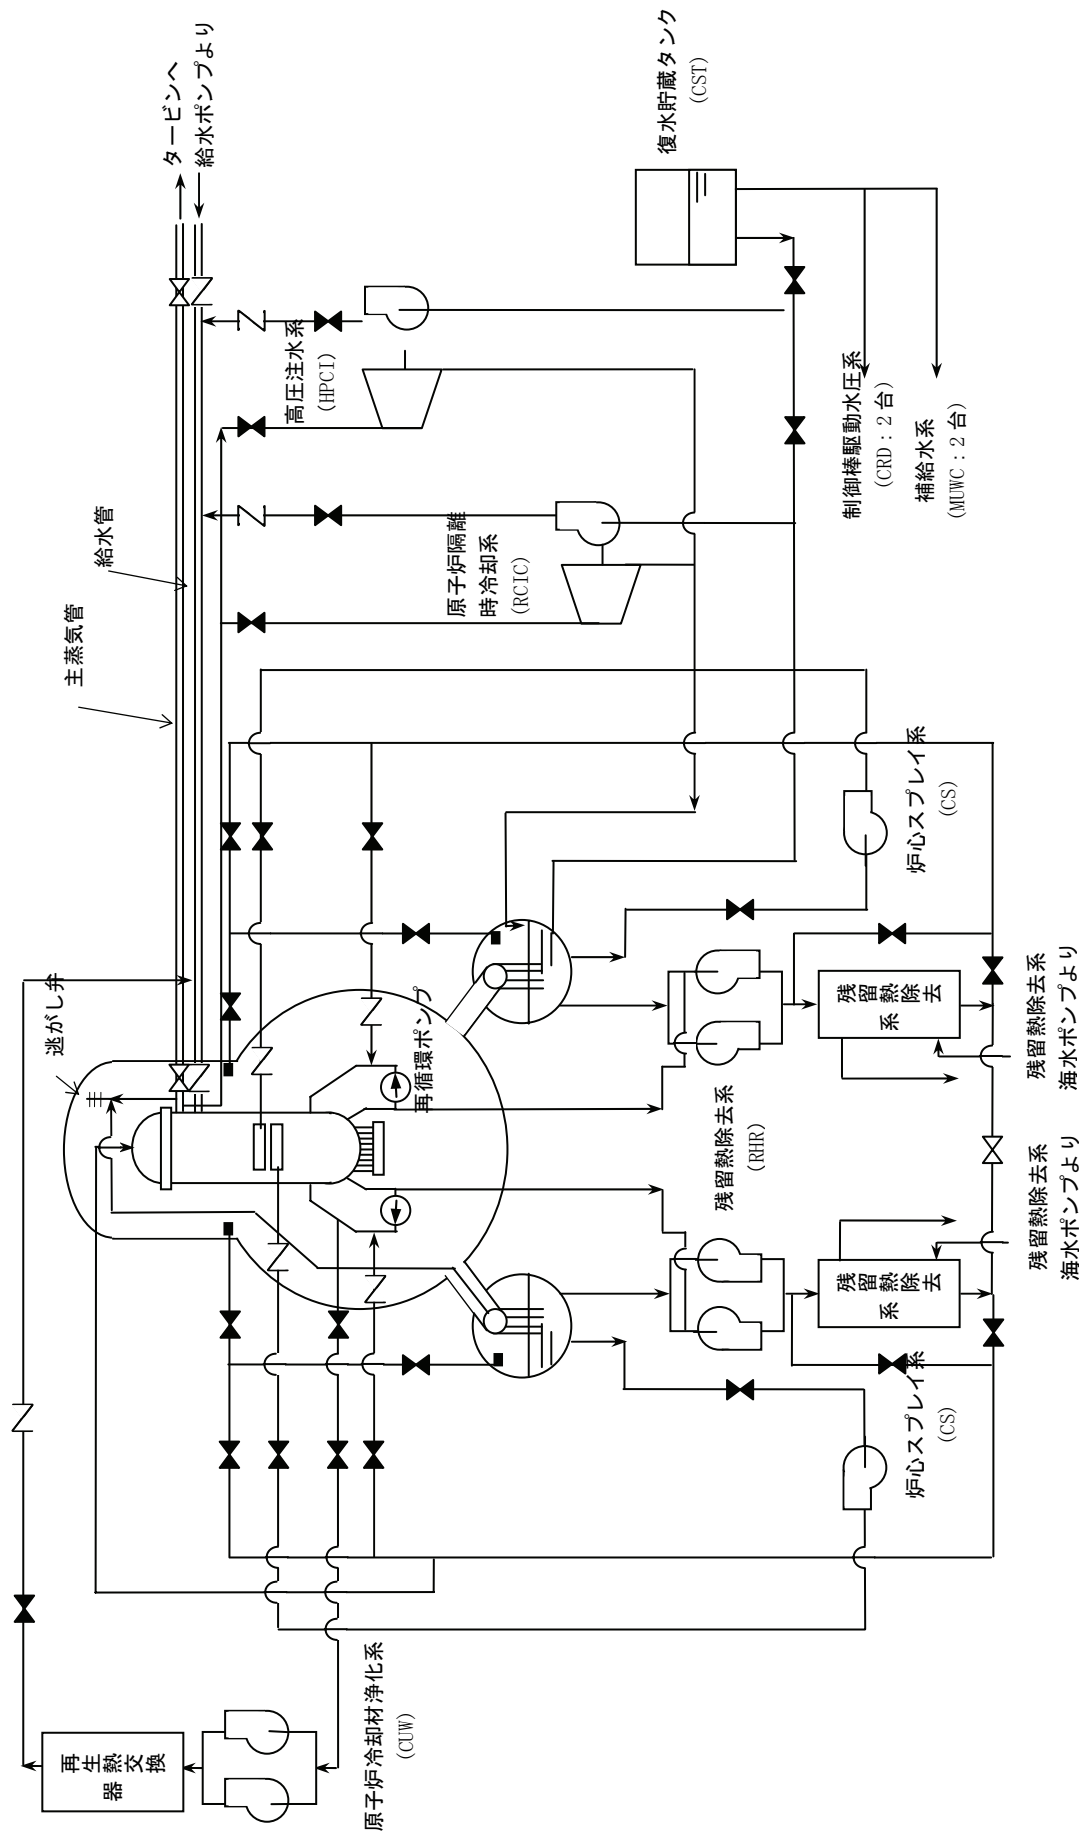 タービンへ
給水ポンプより
復水貯蔵タンク
(CST)
給水管
主蒸気管
高圧注水系
(HPCI)
原子炉隔離
時冷却系
(RCIC)
制御棒駆動水圧系
(CRD：2台)
補給水系
(MUWC：2台)
逃がし弁
再循環ポンプ
炉心スプレイ系
(CS)
残留熱除去系
(RHR)
残留熱除去
系
残留熱除去系
海水ポンプより
残留熱除去系
海水ポンプより
残留熱除去
系
炉心スプレイ系
(CS)
再生熱交換
器
原子炉冷却材浄化系
(CUW)